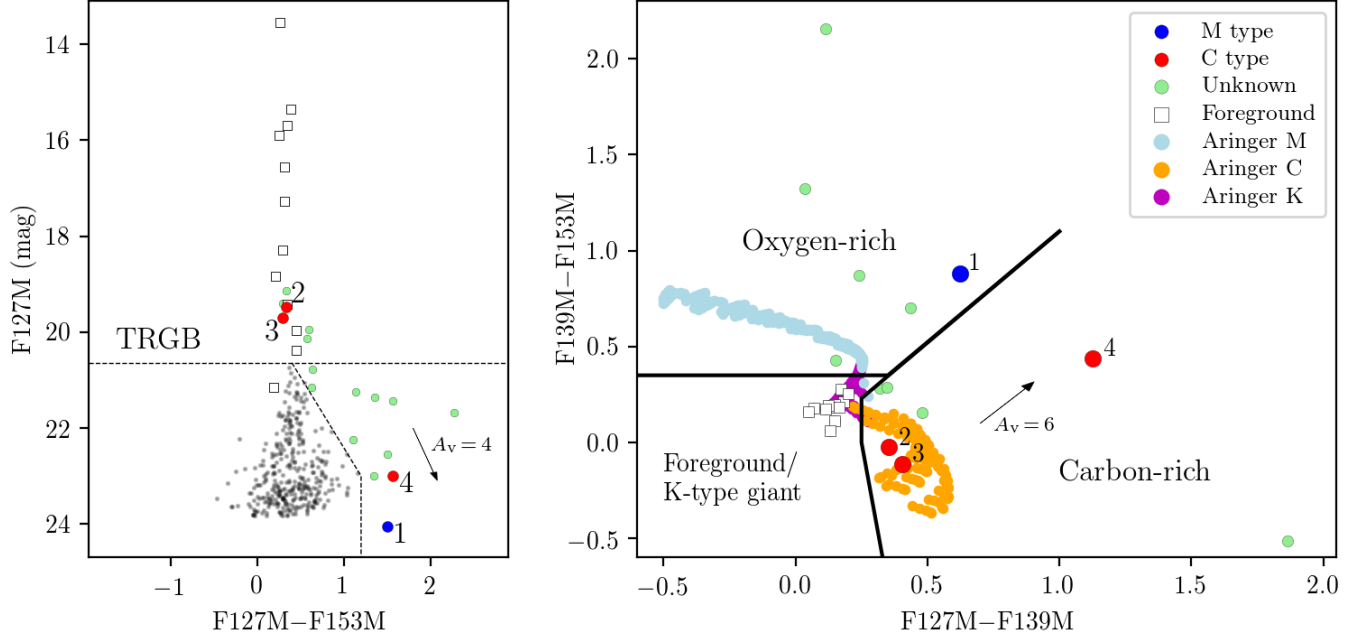 14
16
18
20
22
24
F127M (mag)
−1
0
1
2
F127M−F153M
TRGB
2
3
4
1
A_V = 4
2.0
1.5
1.0
0.5
0.0
−0.5
F139M−F153M
−0.5
0.0
0.5
1.0
1.5
2.0
F127M−F139M
Oxygen-rich
1
4
2
3
A_V = 6
Foreground/
K-type giant
Carbon-rich
M type
C type
Unknown
Foreground
Aringer M
Aringer C
Aringer K